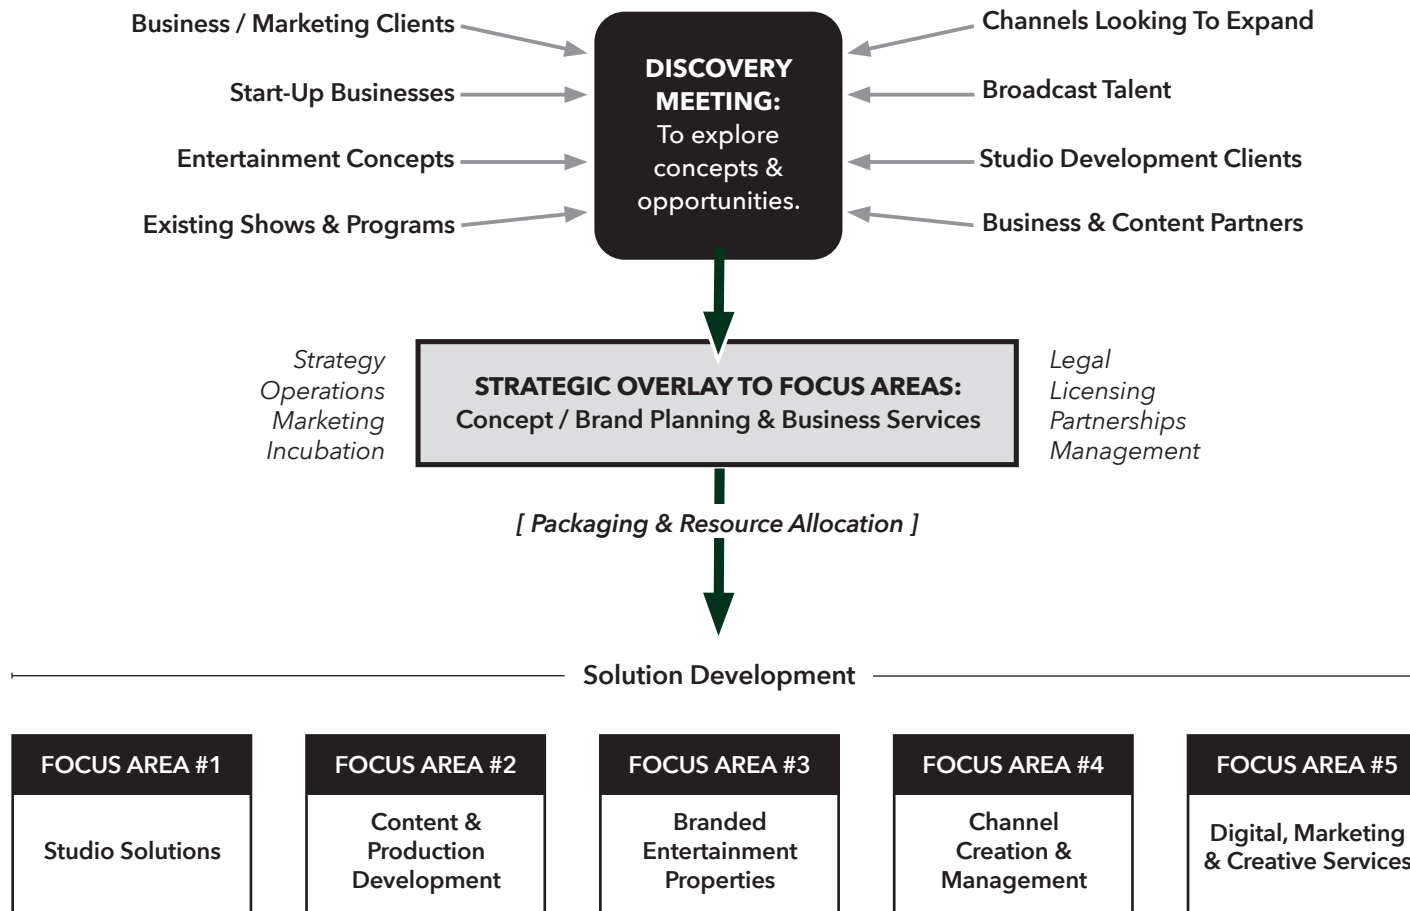 Business / Marketing Clients
Start-Up Businesses
Entertainment Concepts
Existing Shows & Programs
DISCOVERY
MEETING:
To explore
concepts &
opportunities.
Channels Looking To Expand
Broadcast Talent
Studio Development Clients
Business & Content Partners
Strategy
Operations
Marketing
Incubation
STRATEGIC OVERLAY TO FOCUS AREAS:
Concept / Brand Planning & Business Services
Legal
Licensing
Partnerships
Management
[ Packaging & Resource Allocation ]
Solution Development
FOCUS AREA #1
Studio Solutions
FOCUS AREA #2
Content &
Production
Development
FOCUS AREA #3
Branded
Entertainment
Properties
FOCUS AREA #4
Channel
Creation &
Management
FOCUS AREA #5
Digital, Marketing
& Creative Services